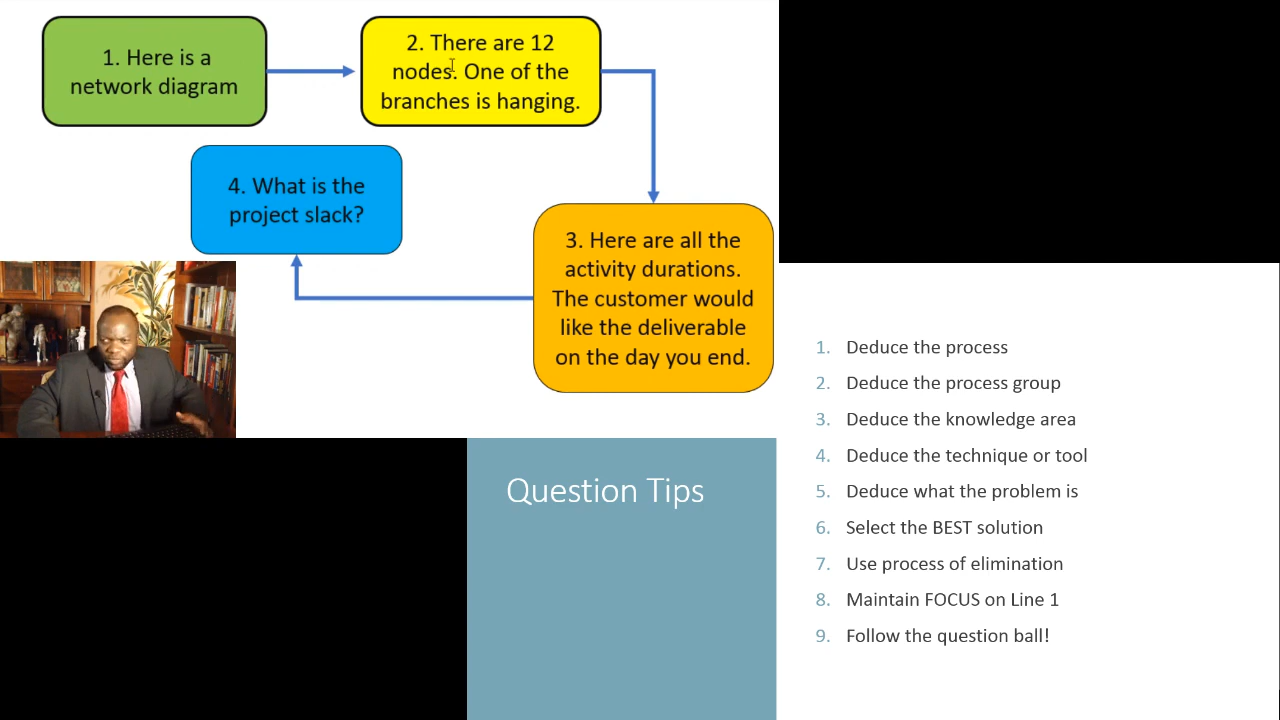 1. Here is a
network diagram
2. There are 12
nodes. One of the
branches is hanging.
3. Here are all the
activity durations.
The customer would
like the deliverable
on the day you end.
4. What is the
project slack?
Question Tips
1. Deduce the process
2. Deduce the process group
3. Deduce the knowledge area
4. Deduce the technique or tool
5. Deduce what the problem is
6. Select the BEST solution
7. Use process of elimination
8. Maintain FOCUS on Line 1
9. Follow the question ball!